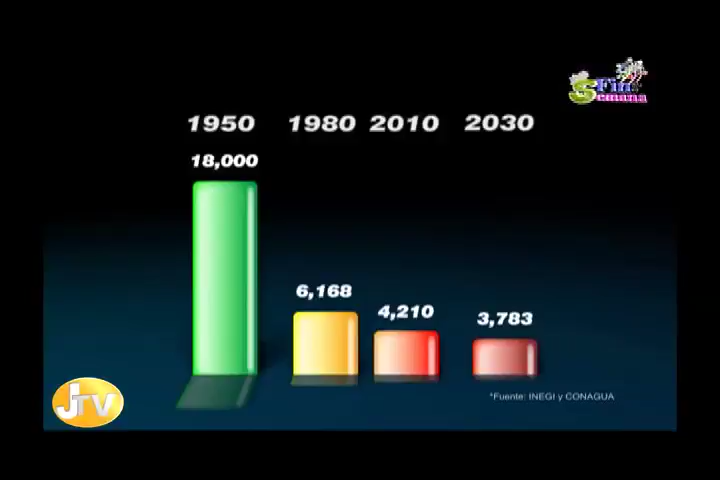 Fin
Semana
1950 1980 2010 2030
18,000
6,168
4,210
3,783
*Fuente: INEGI y CONAGUA
JTV